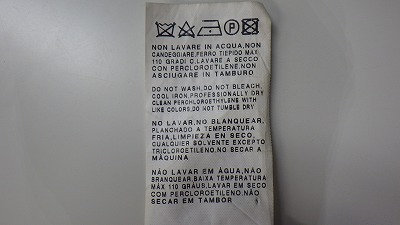 P
NON LAVARE IN ACQUA,NON
CANDEGGIARE,FERRO TIEPIDO MAX.
110 GRADI C,LAVARE A SECCO
CON PERCLOROETILENE,NON
ASCIUGARE IN TAMBURO
DO NOT WASH,DO NOT BLEACH,
COOL IRON,PROFESSIONALLY DRY
CLEAN PERCHLOROETHYLENE WITH
LIKE COLORS,DO NOT TUMBLE DRY
NO LAVAR,NO BLANQUEAR,
PLANCHADO A TEMPERATURA
FRIA,LIMPIEZA EN SECO,
CUALQUIER SOLVENTE EXCEPTO
TRICLOROETILENO,NO SECAR A
MÁQUINA
NÃO LAVAR EM ÁGUA,NÃO
BRANQUEAR,BAIXA TEMPERATURA
MÁX 110 GRÁUS,LAVAR EM SECO
COM PERCLOROETILENO,NÃO
SECAR EM TAMBOR